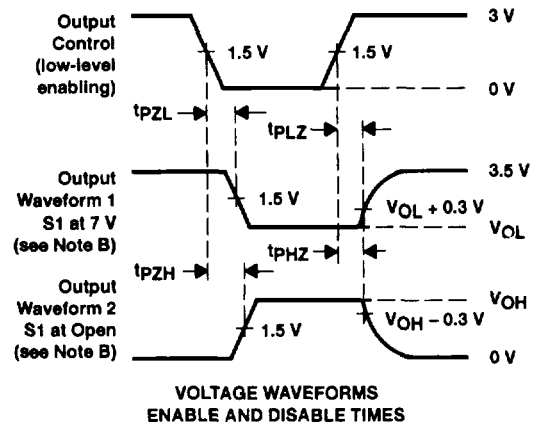 Output
Control
(low-level
enabling)
3 V
1.5 V
1.5 V
0 V
tPZL
tPLZ
Output
Waveform 1
S1 at 7 V
(see Note B)
3.5 V
1.5 V
VOL + 0.3 V
VOL
tPHZ
tPZH
Output
Waveform 2
S1 at Open
(see Note B)
VOH
1.5 V
VOH − 0.3 V
0 V
VOLTAGE WAVEFORMS
ENABLE AND DISABLE TIMES